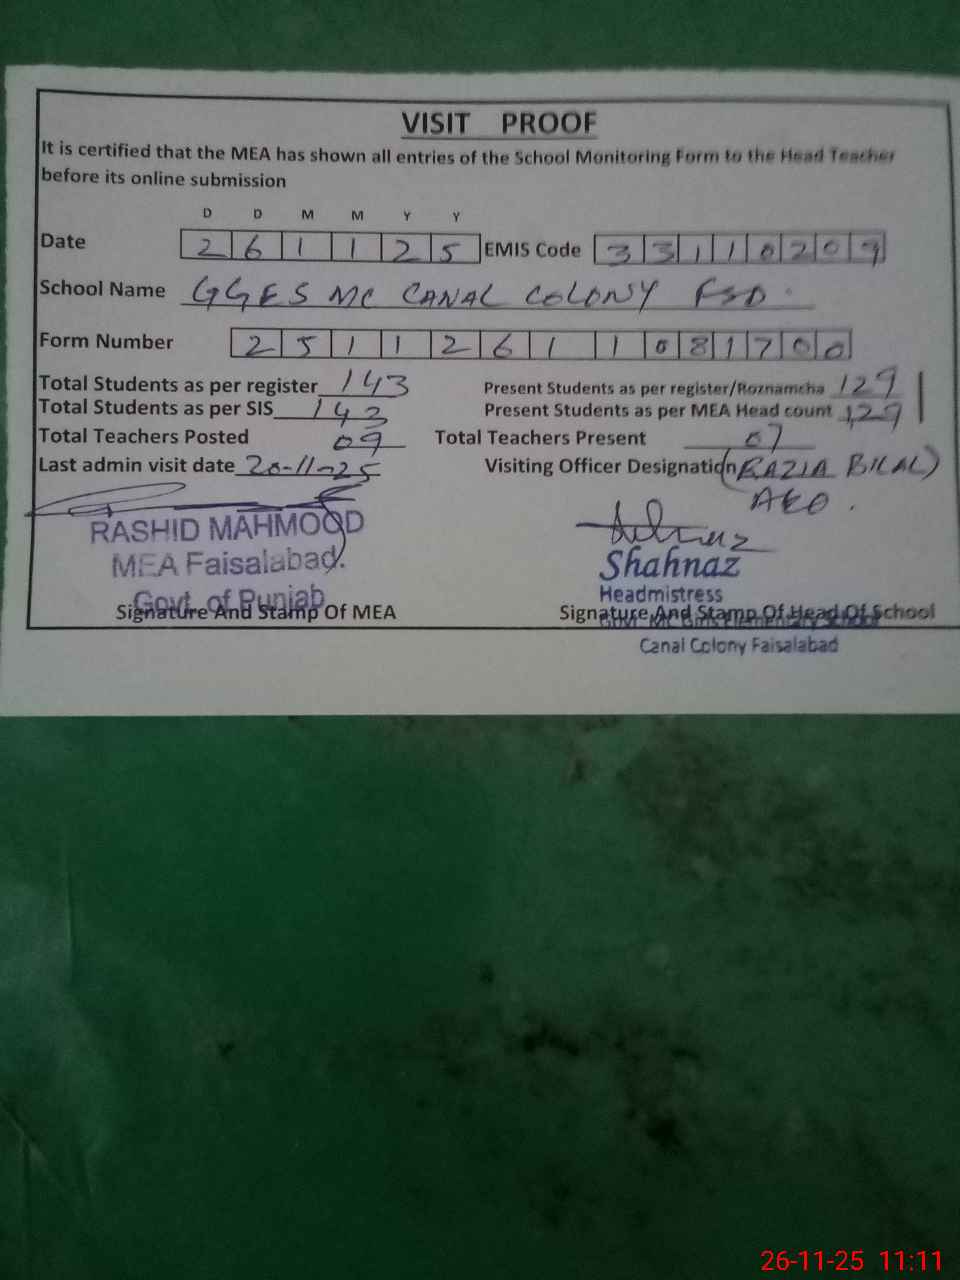 VISIT PROOF
It is certified that the MEA has shown all entries of the School Monitoring Form to the Head Teacher
before its online submission
D D M M Y Y
Date 2 6 1 1 2 5 EMIS Code 3 3 1 1 0 2 0 9
School Name GGES MC CANAL COLONY FSD.
Form Number 2 5 1 1 2 6 1 1 0 8 1 7 0 0
Total Students as per register 143 Present Students as per register/Roznamcha 129
Total Students as per SIS 143 Present Students as per MEA Head count 129
Total Teachers Posted 09 Total Teachers Present 07
Last admin visit date 20-11-25 Visiting Officer Designation (RAZIA BILAL)
AEO.
RASHID MAHMOOD
MEA Faisalabad.
Govt. of Punjab
Signature And Stamp Of MEA
Shahnaz
Headmistress
Signature And Stamp Of Head Of School
Govt. MC Girls Elementary School
Canal Colony Faisalabad
26-11-25 11:11